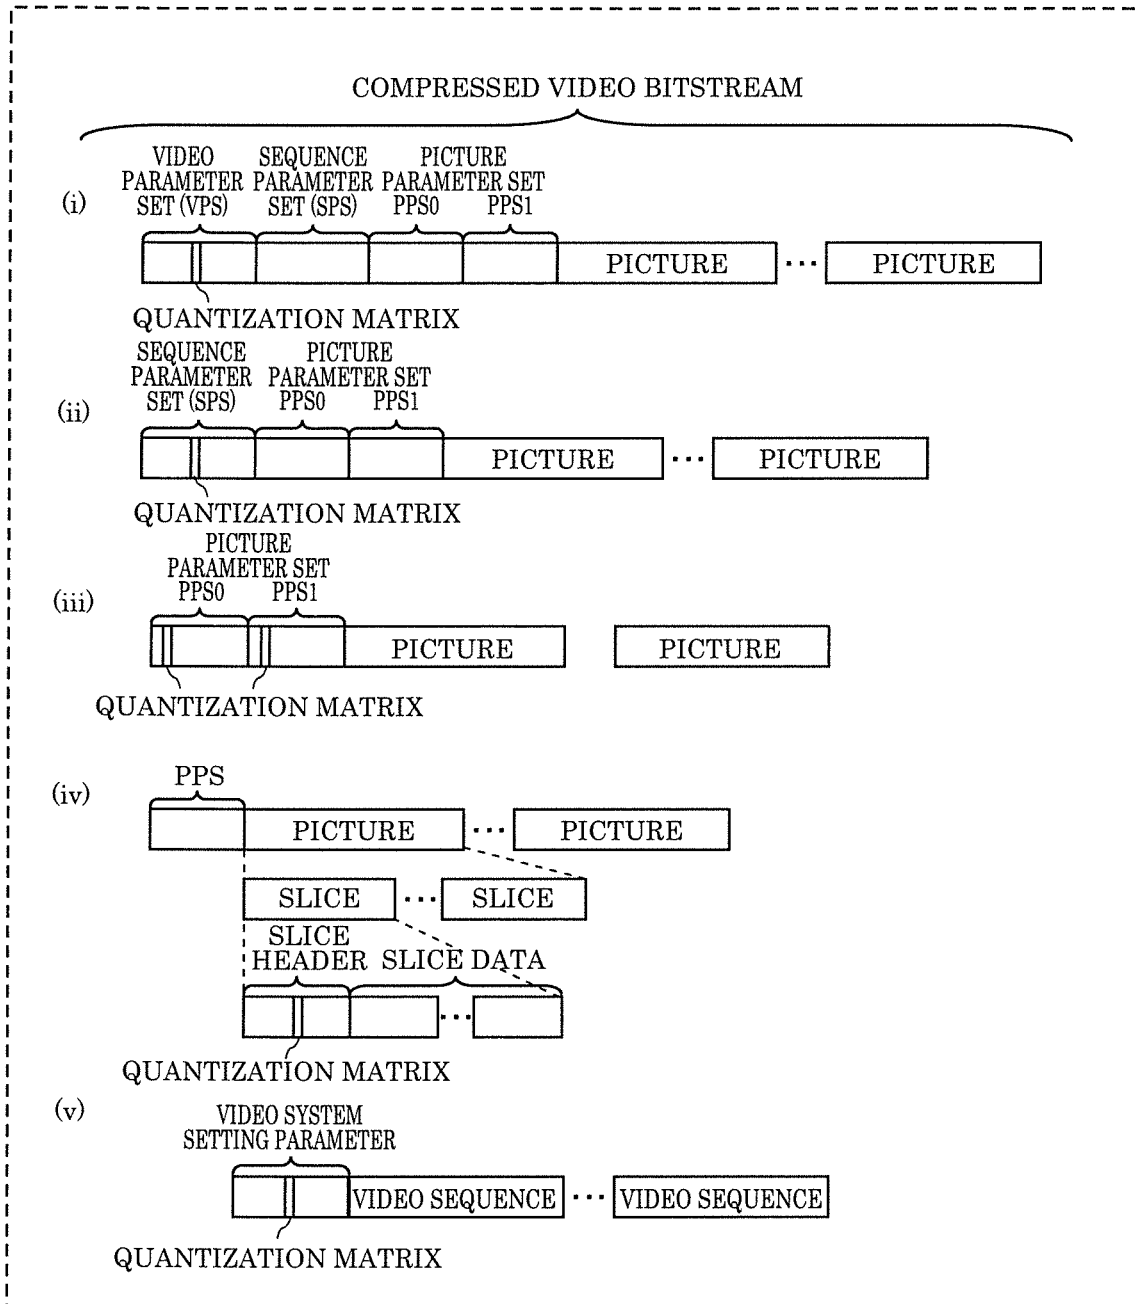 COMPRESSED VIDEO BITSTREAM
(i)
VIDEO PARAMETER SET (VPS)
SEQUENCE PARAMETER SET (SPS)
PICTURE PARAMETER SET
PPS0 PPS1
PICTURE ... PICTURE
QUANTIZATION MATRIX
(ii)
SEQUENCE PARAMETER SET (SPS)
PICTURE PARAMETER SET
PPS0 PPS1
PICTURE ... PICTURE
QUANTIZATION MATRIX
(iii)
PICTURE PARAMETER SET
PPS0 PPS1
PICTURE PICTURE
QUANTIZATION MATRIX
(iv)
PPS
PICTURE ... PICTURE
SLICE ... SLICE
SLICE HEADER
SLICE DATA
...
QUANTIZATION MATRIX
(v)
VIDEO SYSTEM
SETTING PARAMETER
VIDEO SEQUENCE ... VIDEO SEQUENCE
QUANTIZATION MATRIX